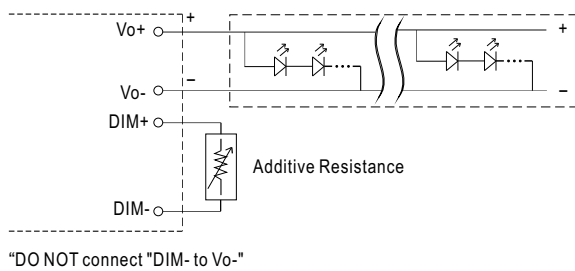 Vo+
+
+
Vo-
−
−
DIM+
Additive Resistance
DIM-
“DO NOT connect "DIM- to Vo-"